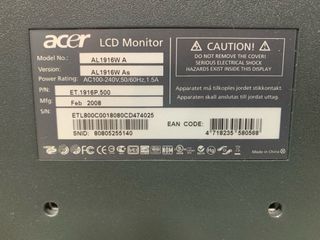 acer LCD Monitor
Model No.: AL1916W A
Version: AL1916W As
Power Rating: AC100-240V,50/60Hz,1.5A
P/N: ET.1916P.500
Mfg: Feb 2008
S/N:
ETL800C0018080CD474025
SNID: 80805255140
CAUTION!
DO NOT REMOVE THE COVER!
SERIOUS ELECTRICAL SHOCK
HAZARDS EXIST INSIDE THIS DISPLAY
Apparatet må tilkoples jordet stikkontakt
Apparaten skall anslutas till jordat uttag
EAN CODE:
4 718235 580568
Made in China